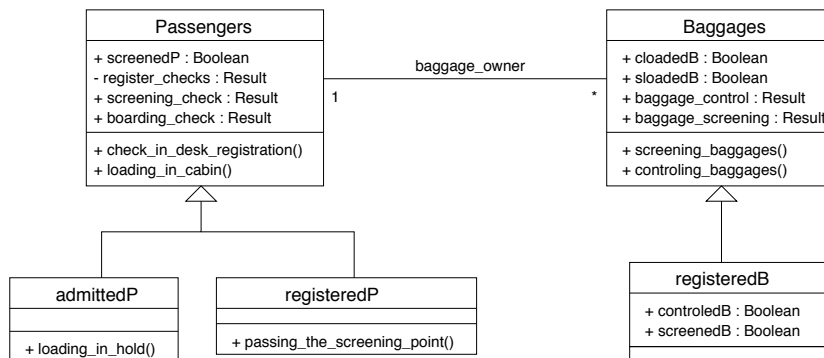 Passengers
+ screenedP : Boolean
- register_checks : Result
+ screening_check : Result
+ boarding_check : Result
+ check_in_desk_registration()
+ loading_in_cabin()
baggage_owner
1
*
Baggages
+ cloadedB : Boolean
+ sloadedB : Boolean
+ baggage_control : Result
+ baggage_screening : Result
+ screening_baggages()
+ controling_baggages()
admittedP
+ loading_in_hold()
registeredP
+ passing_the_screening_point()
registeredB
+ controledB : Boolean
+ screenedB : Boolean